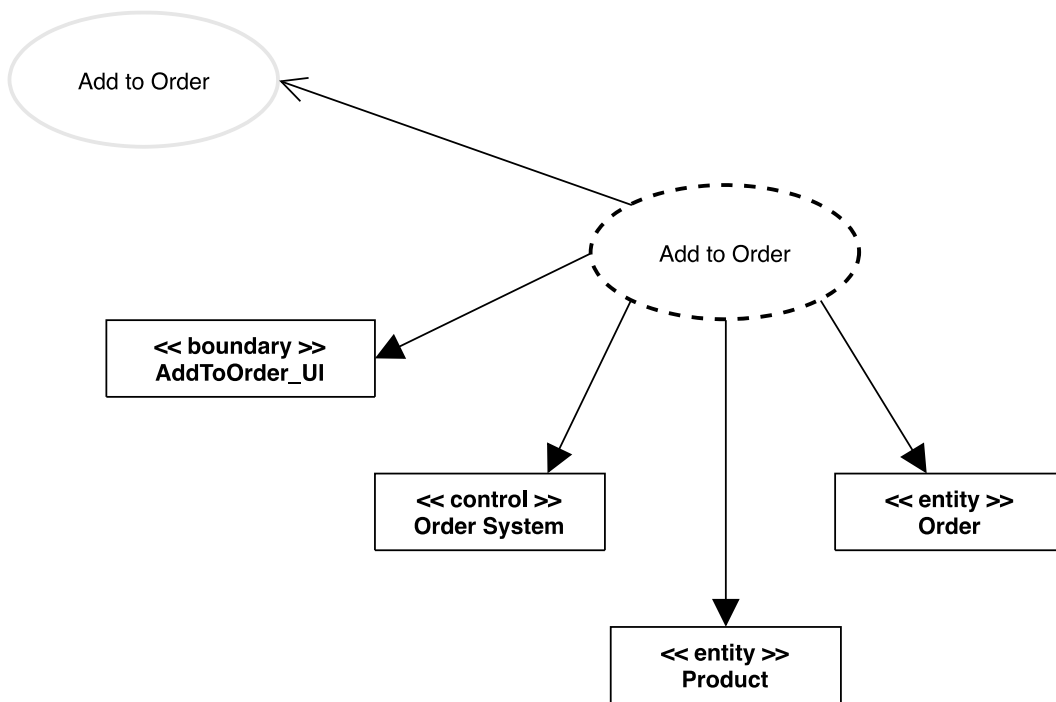 Add to Order
Add to Order
<< boundary >>
AddToOrder_UI
<< control >>
Order System
<< entity >>
Order
<< entity >>
Product